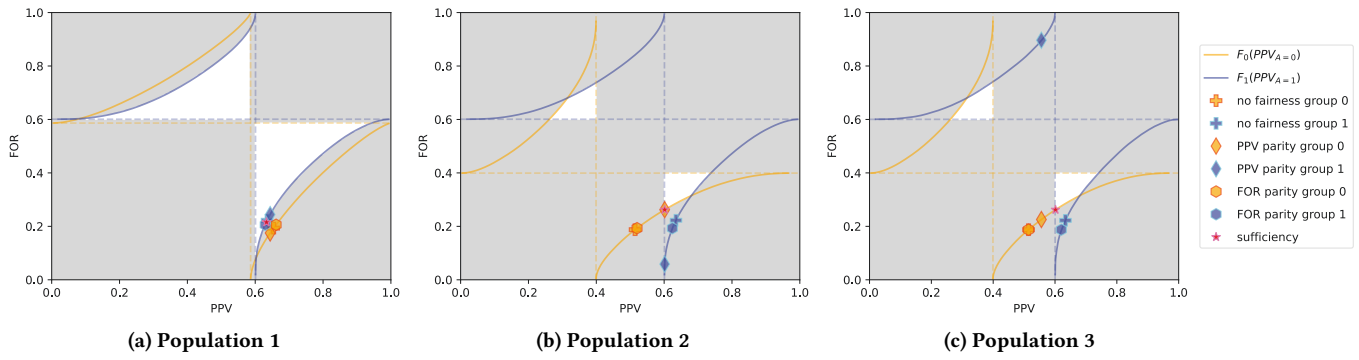 1.0
0.8
0.6
0.4
0.2
0.0
FOR
0.0 0.2 0.4 0.6 0.8 1.0
PPV
(a) Population 1
1.0
0.8
0.6
0.4
0.2
0.0
0.0 0.2 0.4 0.6 0.8 1.0
PPV
(b) Population 2
1.0
0.8
0.6
FOR
0.4
0.2
0.0
0.0 0.2 0.4 0.6 0.8 1.0
PPV
(c) Population 3
F₀(PPV_{A=0})
F₁(PPV_{A=1})
no fairness group 0
no fairness group 1
PPV parity group 0
PPV parity group 1
FOR parity group 0
FOR parity group 1
sufficiency